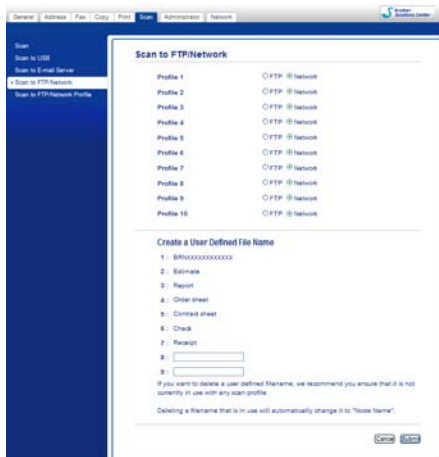 General Address Fax Copy Print Scan Administrator Network
Brother
Solutions Center
Scan
Scan to USB
Scan to E-mail Server
Scan to FTP/Network
Scan to FTP/Network Profile
Scan to FTP/Network
Profile 1 FTP Network
Profile 2 FTP Network
Profile 3 FTP Network
Profile 4 FTP Network
Profile 5 FTP Network
Profile 6 FTP Network
Profile 7 FTP Network
Profile 8 FTP Network
Profile 9 FTP Network
Profile 10 FTP Network
Create a User Defined File Name
1 : BRNxxxxxxxxxxxx
2 : Estimate
3 : Report
4 : Order sheet
5 : Contract sheet
6 : Check
7 : Receipt
8 :
9 :
If you want to delete a user defined filename, we recommend you ensure that it is not
currently in use with any scan profile.
Deleting a filename that is in use will automatically change it to "Node Name".
Cancel Submit